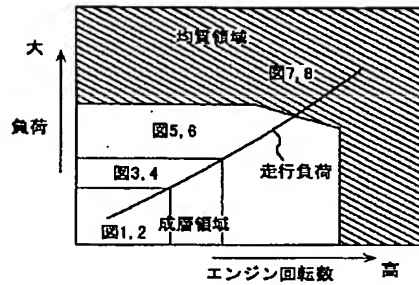 均質領域
大
図7,8
負荷
図5,6
走行負荷
図3,4
成層領域
図1,2
エンジン回転数
高